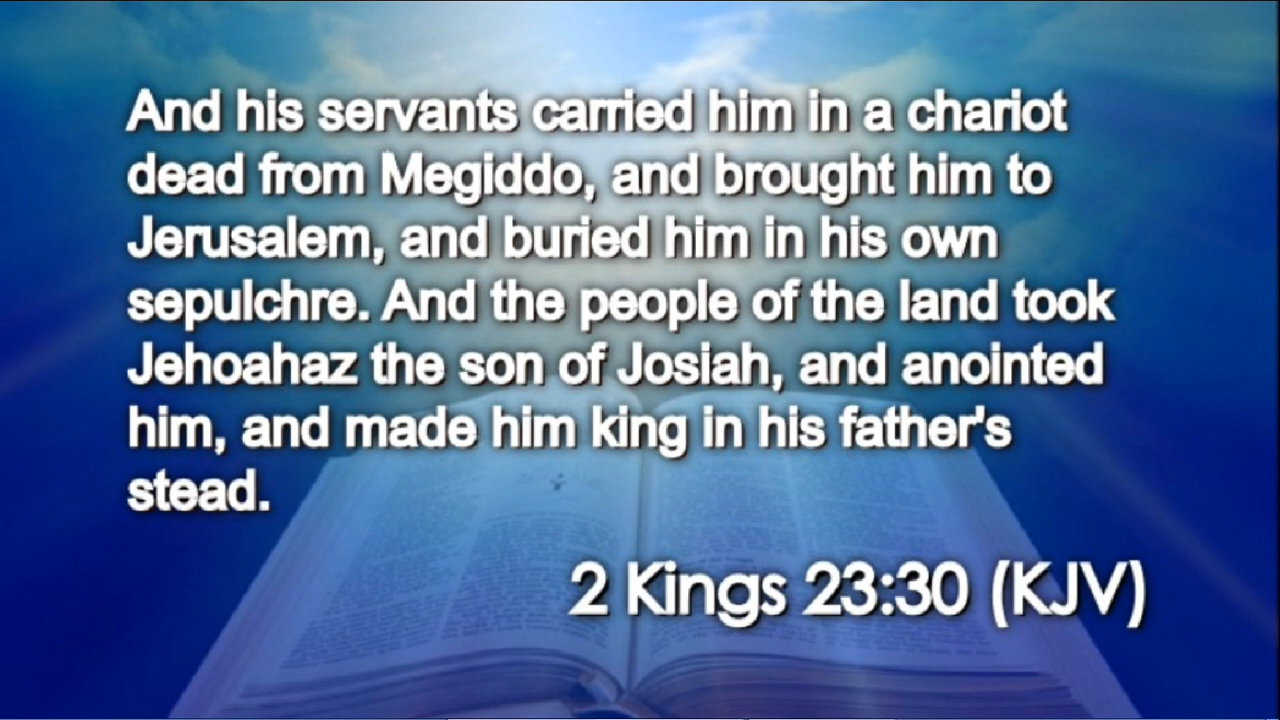 And his servants carried him in a chariot
dead from Megiddo, and brought him to
Jerusalem, and buried him in his own
sepulchre. And the people of the land took
Jehoahaz the son of Josiah, and anointed
him, and made him king in his father's
stead.
2 Kings 23:30 (KJV)